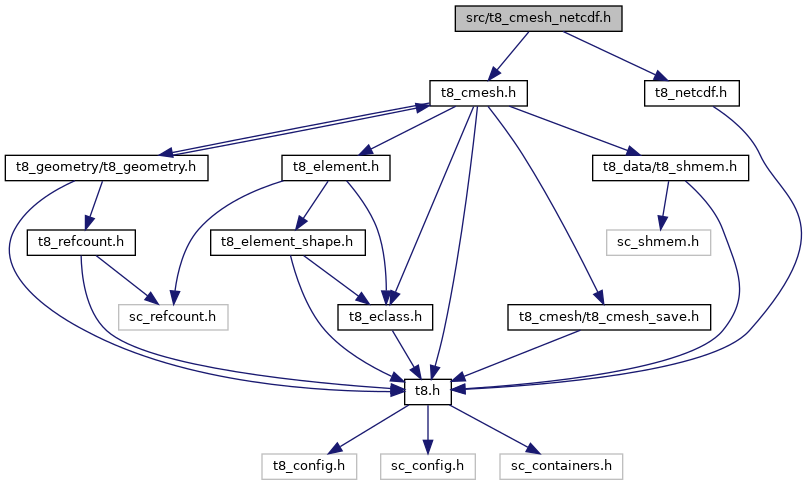 src/t8_cmesh_netcdf.h
t8_cmesh.h
t8_netcdf.h
t8_geometry/t8_geometry.h
t8_element.h
t8_data/t8_shmem.h
t8_refcount.h
t8_element_shape.h
sc_shmem.h
sc_refcount.h
t8_eclass.h
t8_cmesh/t8_cmesh_save.h
t8.h
t8_config.h
sc_config.h
sc_containers.h